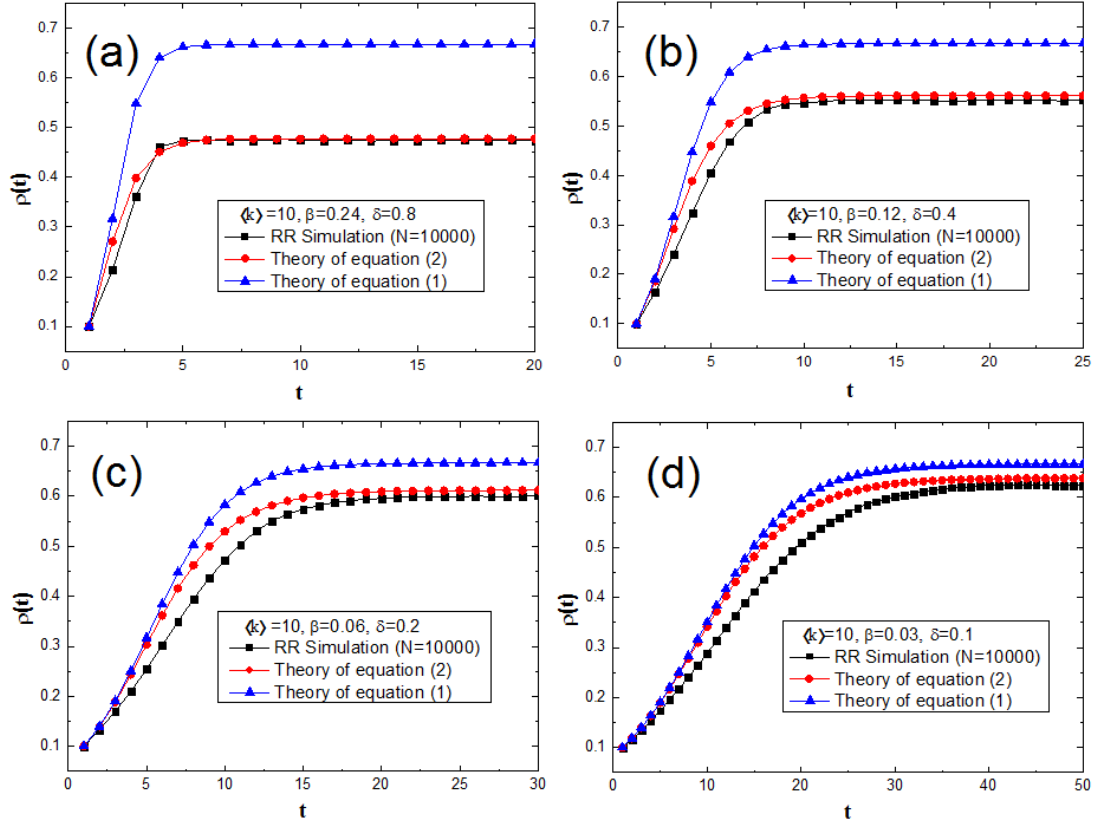 (a)
0.7
0.6
0.5
0.4
0.3
0.2
0.1
ρ(t)
⟨k⟩=10, β=0.24, δ=0.8
RR Simulation (N=10000)
Theory of equation (2)
Theory of equation (1)
0 5 10 15 20
t
(b)
0.7
0.6
0.5
0.4
0.3
0.2
0.1
ρ(t)
⟨k⟩=10, β=0.12, δ=0.4
RR Simulation (N=10000)
Theory of equation (2)
Theory of equation (1)
0 5 10 15 20 25
t
(c)
0.7
0.6
0.5
0.4
0.3
0.2
0.1
ρ(t)
⟨k⟩=10, β=0.06, δ=0.2
RR Simulation (N=10000)
Theory of equation (2)
Theory of equation (1)
0 5 10 15 20 25 30
t
(d)
0.7
0.6
0.5
0.4
0.3
0.2
0.1
ρ(t)
⟨k⟩=10, β=0.03, δ=0.1
RR Simulation (N=10000)
Theory of equation (2)
Theory of equation (1)
0 10 20 30 40 50
t